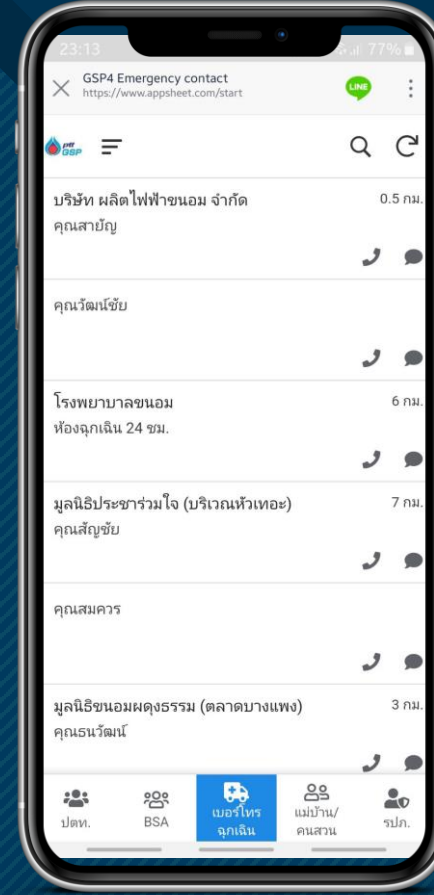 23:13
77%
GSP4 Emergency contact
https://www.appsheet.com/start
LINE
ptt
GSP
บริษัท ผลิตไฟฟ้าขนอม จำกัด
0.5 กม.
คุณสายัญ
คุณวัฒน์ชัย
โรงพยาบาลขนอม
6 กม.
ห้องฉุกเฉิน 24 ชม.
มูลนิธิประชาร่วมใจ (บริเวณหัวเทอะ)
7 กม.
คุณสัญชัย
คุณสมควร
มูลนิธิขนอมผดุงธรรม (ตลาดบางแพง)
3 กม.
คุณธนวัฒน์
ปตท.
BSA
เบอร์โทร
ฉุกเฉิน
แม่บ้าน/
คนสวน
รปภ.